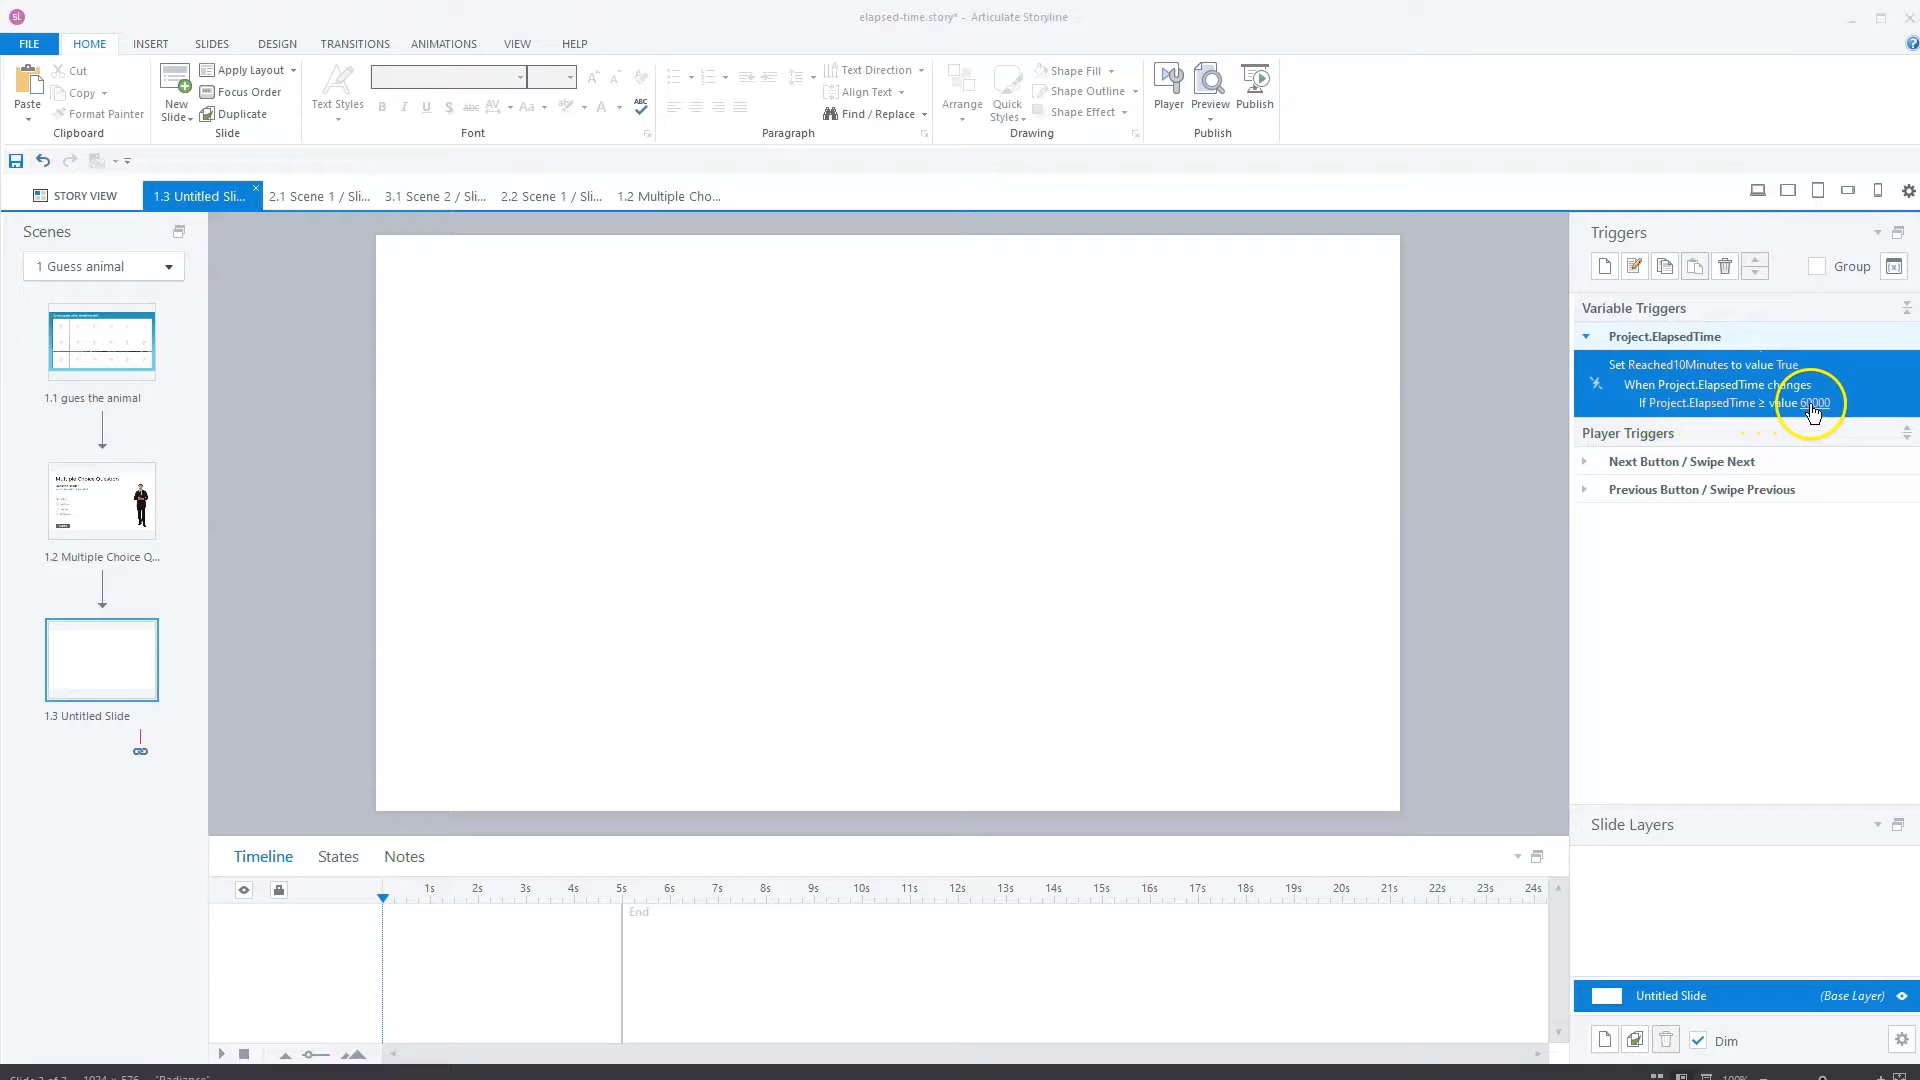 sl
elapsed-time.story* - Articulate Storyline
FILE HOME INSERT SLIDES DESIGN TRANSITIONS ANIMATIONS VIEW HELP
Paste
Cut
Copy
Format Painter
Clipboard
New Slide
Apply Layout
Focus Order
Duplicate
Slide
Text Styles
B I U S abc AV Aa A ABC
Font
Text Direction
Align Text
Find / Replace
Paragraph
Arrange
Quick Styles
Shape Fill
Shape Outline
Shape Effect
Drawing
Player
Preview
Publish
Publish
STORY VIEW
1.3 Untitled Sli...
2.1 Scene 1 / Sli...
3.1 Scene 2 / Sli...
2.2 Scene 1 / Sli...
1.2 Multiple Cho...
Scenes
1 Guess animal
1.1 gues the animal
Multiple Choice Question
1.2 Multiple Choice Q...
1.3 Untitled Slide
Triggers
Group
Variable Triggers
Project.ElapsedTime
Set Reached10Minutes to value True
When Project.ElapsedTime changes
If Project.ElapsedTime ≥ value 60000
Player Triggers
Next Button / Swipe Next
Previous Button / Swipe Previous
Timeline States Notes
1s 2s 3s 4s 5s 6s 7s 8s 9s 10s 11s 12s 13s 14s 15s 16s 17s 18s 19s 20s 21s 22s 23s 24s
End
Slide Layers
Untitled Slide (Base Layer)
Dim